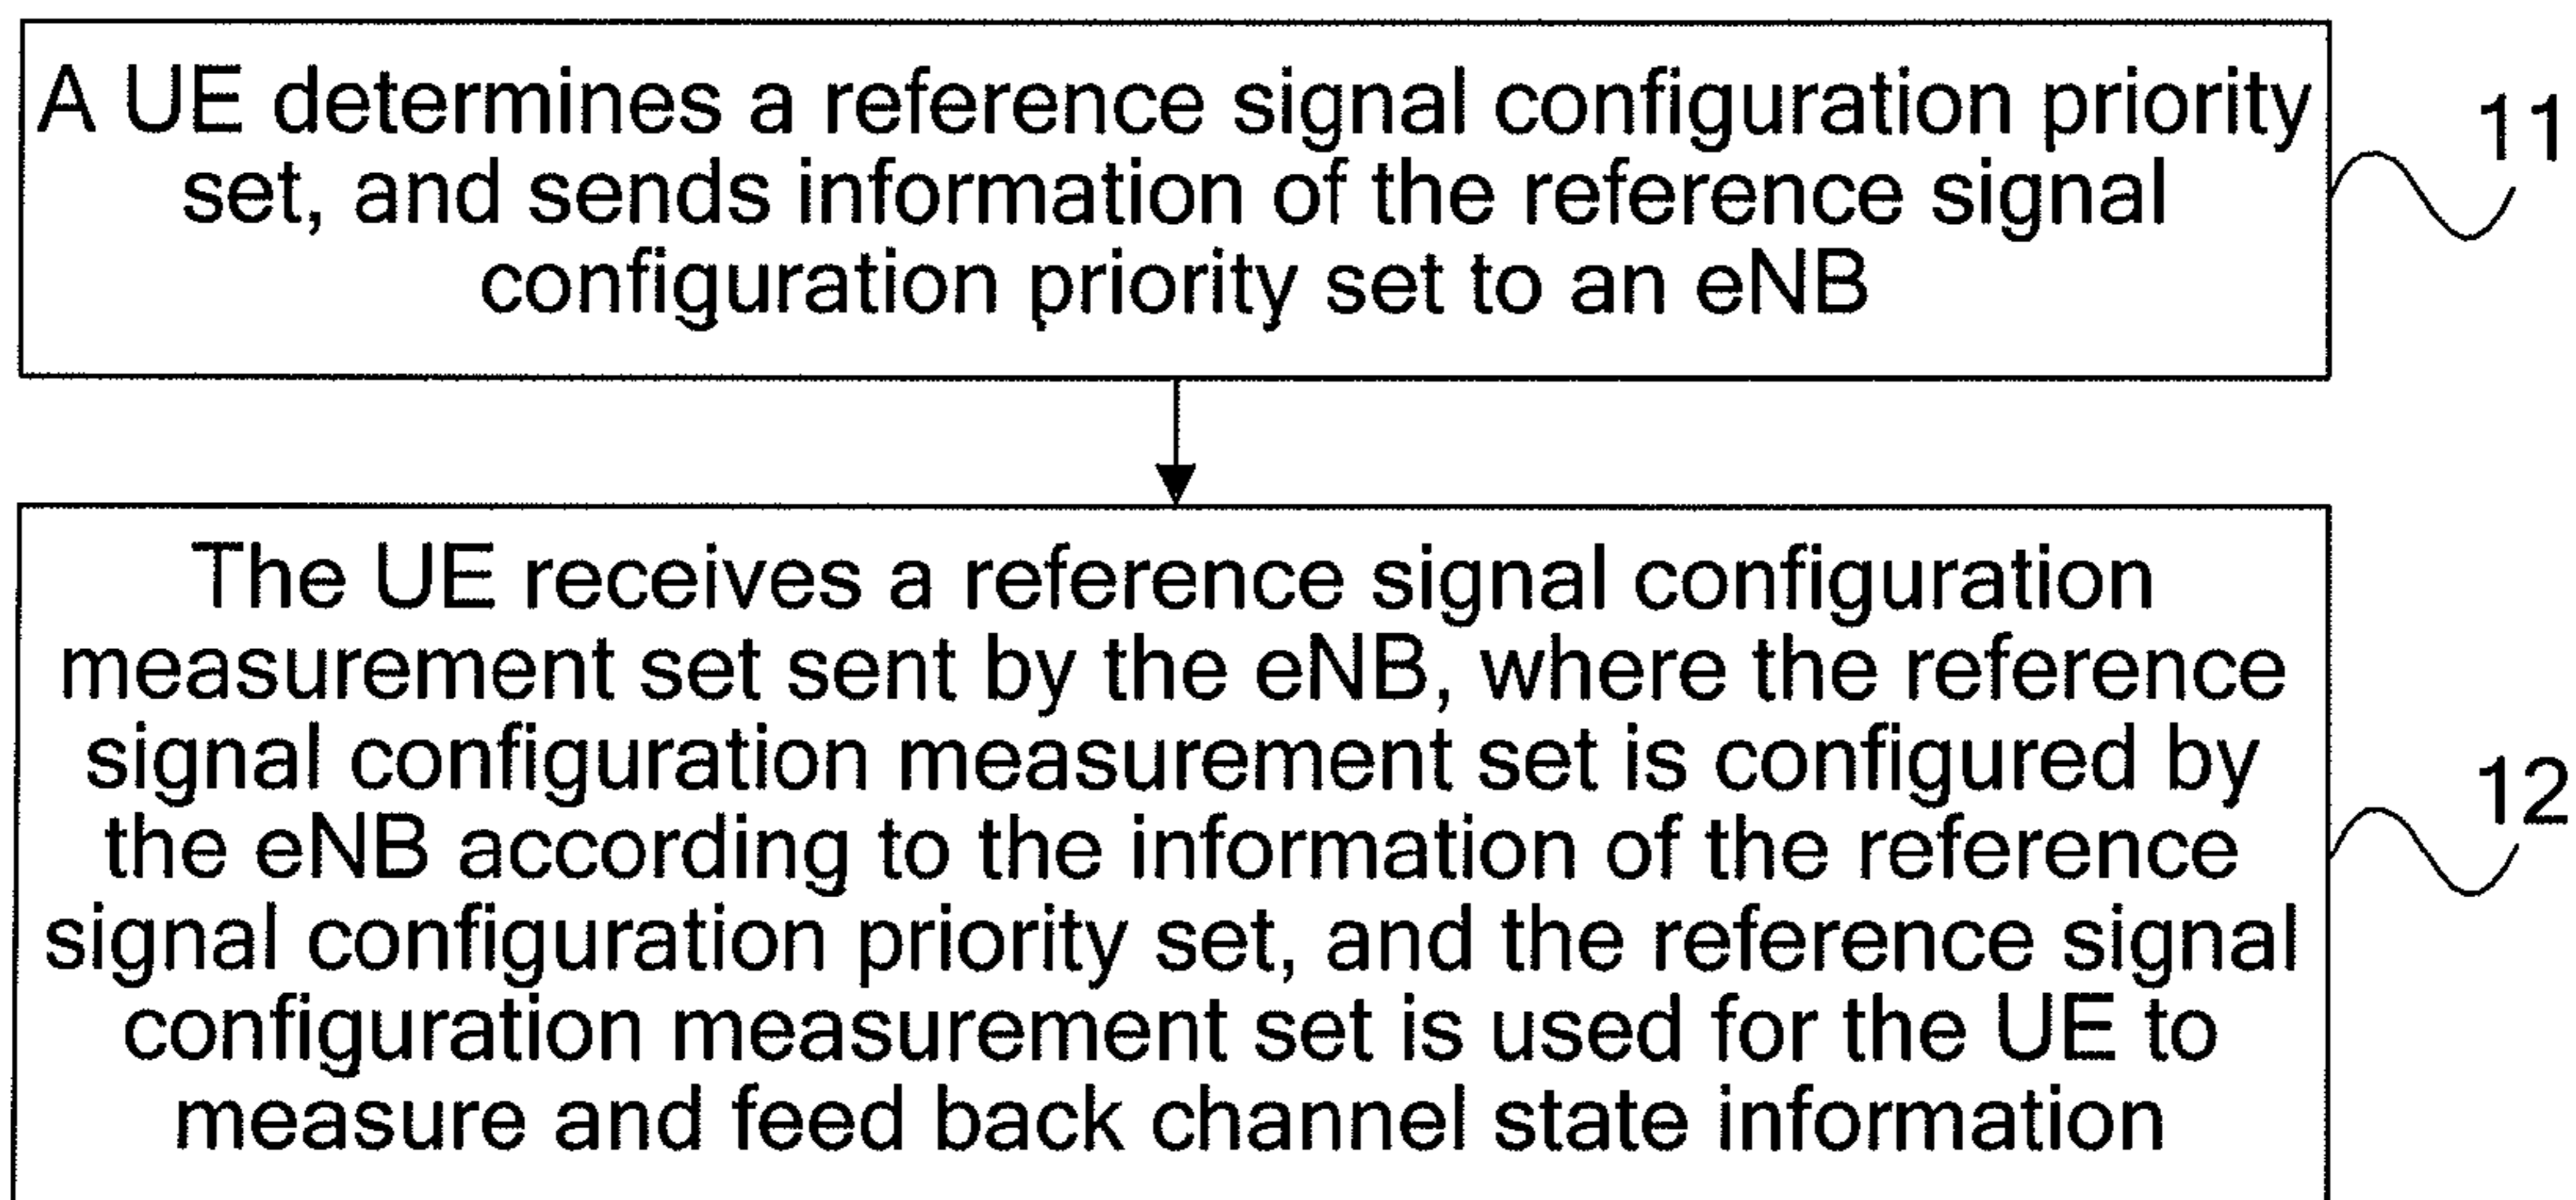 A UE determines a reference signal configuration priority
set, and sends information of the reference signal
configuration priority set to an eNB
11
The UE receives a reference signal configuration
measurement set sent by the eNB, where the reference
signal configuration measurement set is configured by
the eNB according to the information of the reference
signal configuration priority set, and the reference signal
configuration measurement set is used for the UE to
measure and feed back channel state information
12